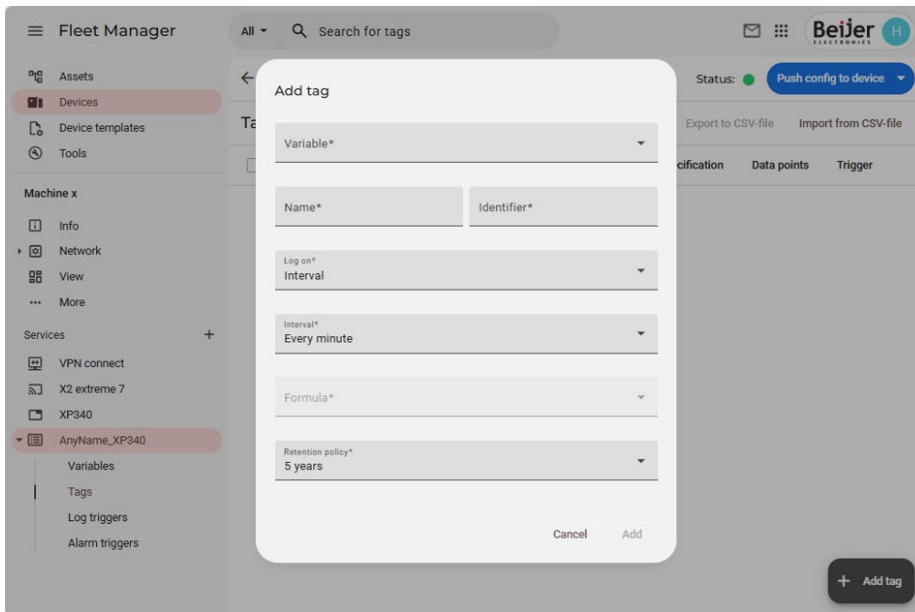 Fleet Manager
All
Search for tags
Beijer
ELECTRONICS
H
Assets
Devices
Device templates
Tools
Machine x
Info
Network
View
More
Services
VPN connect
X2 extreme 7
XP340
AnyName_XP340
Variables
Tags
Log triggers
Alarm triggers
Status:
Push config to device
Ta
Export to CSV-file
Import from CSV-file
cification
Data points
Trigger
Add tag
Variable*
Name*
Identifier*
Log on*
Interval
Interval*
Every minute
Formula*
Retention policy*
5 years
Cancel
Add
+ Add tag